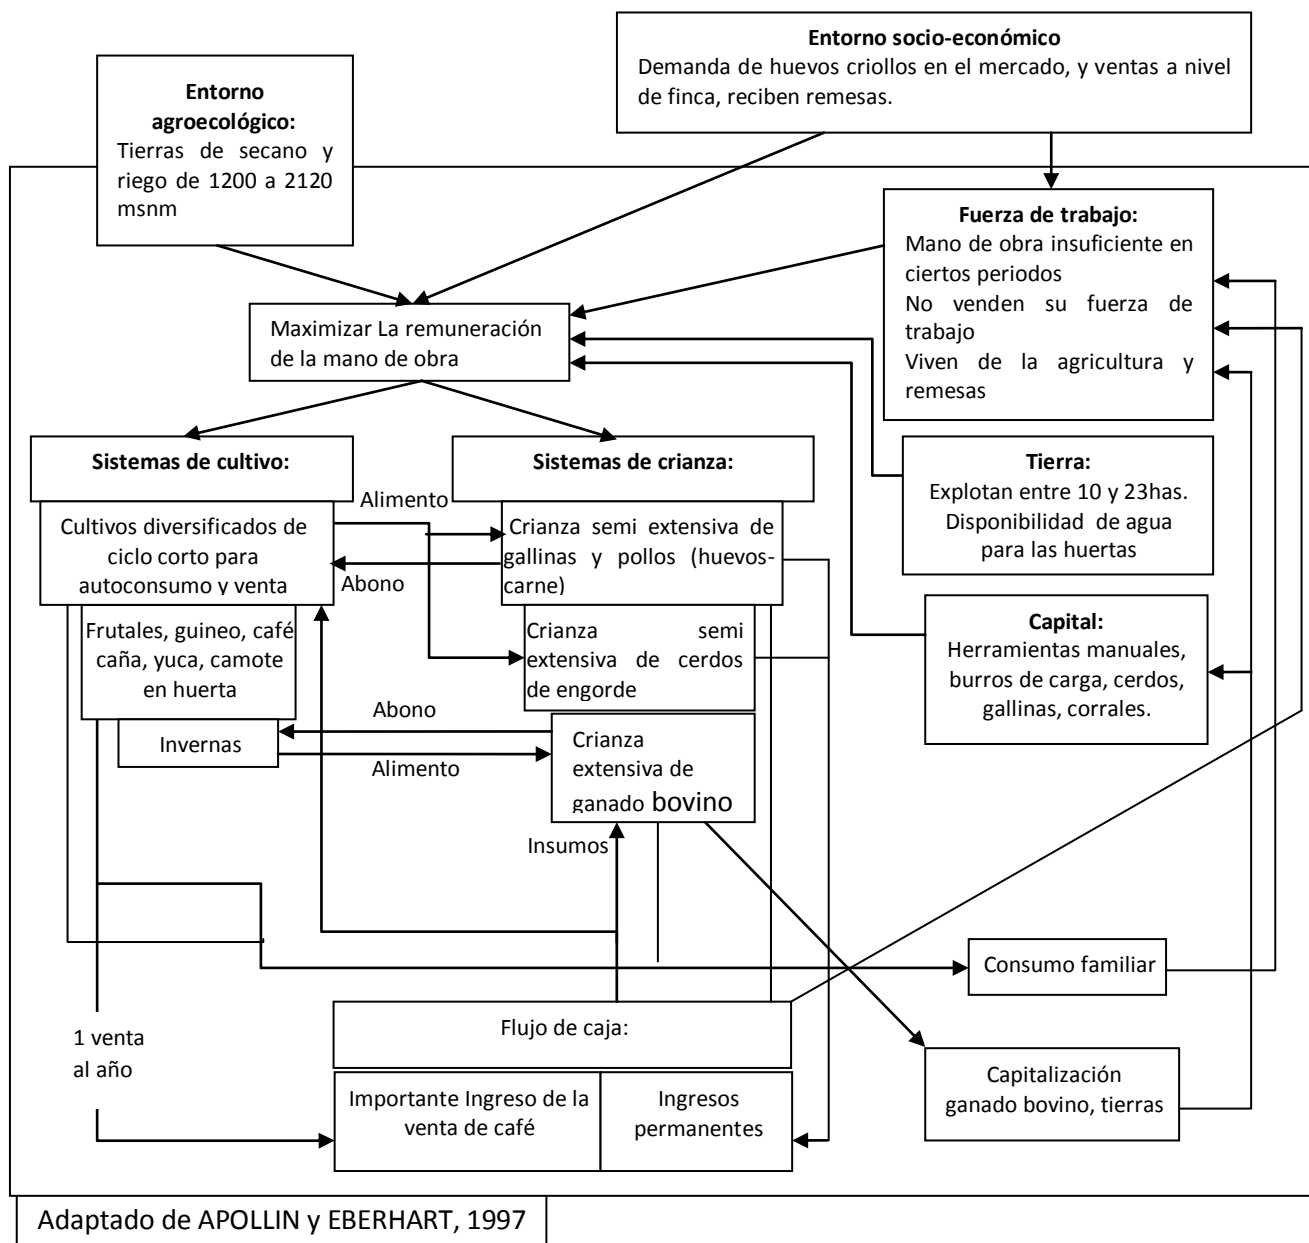 Entorno socio-económico
Demanda de huevos criollos en el mercado, y ventas a nivel
de finca, reciben remesas.
Entorno
agroecológico:
Tierras de secano y
riego de 1200 a 2120
msnm
Fuerza de trabajo:
Mano de obra insuficiente en
ciertos periodos
No venden su fuerza de
trabajo
Viven de la agricultura y
remesas
Maximizar La remuneración
de la mano de obra
Sistemas de cultivo:
Sistemas de crianza:
Tierra:
Explotan entre 10 y 23has.
Disponibilidad de agua
para las huertas
Alimento
Cultivos diversificados de
ciclo corto para
autoconsumo y venta
Crianza semi extensiva de
gallinas y pollos (huevos-
carne)
Abono
Frutales, guineo, café
caña, yuca, camote
en huerta
Crianza semi
extensiva de cerdos
de engorde
Capital:
Herramientas manuales,
burros de carga, cerdos,
gallinas, corrales.
Abono
Invernas
Alimento
Crianza
extensiva de
ganado bovino
Insumos
Consumo familiar
Flujo de caja:
1 venta
al año
Importante Ingreso de la
venta de café
Ingresos
permanentes
Capitalización
ganado bovino, tierras
Adaptado de APOLLIN y EBERHART, 1997